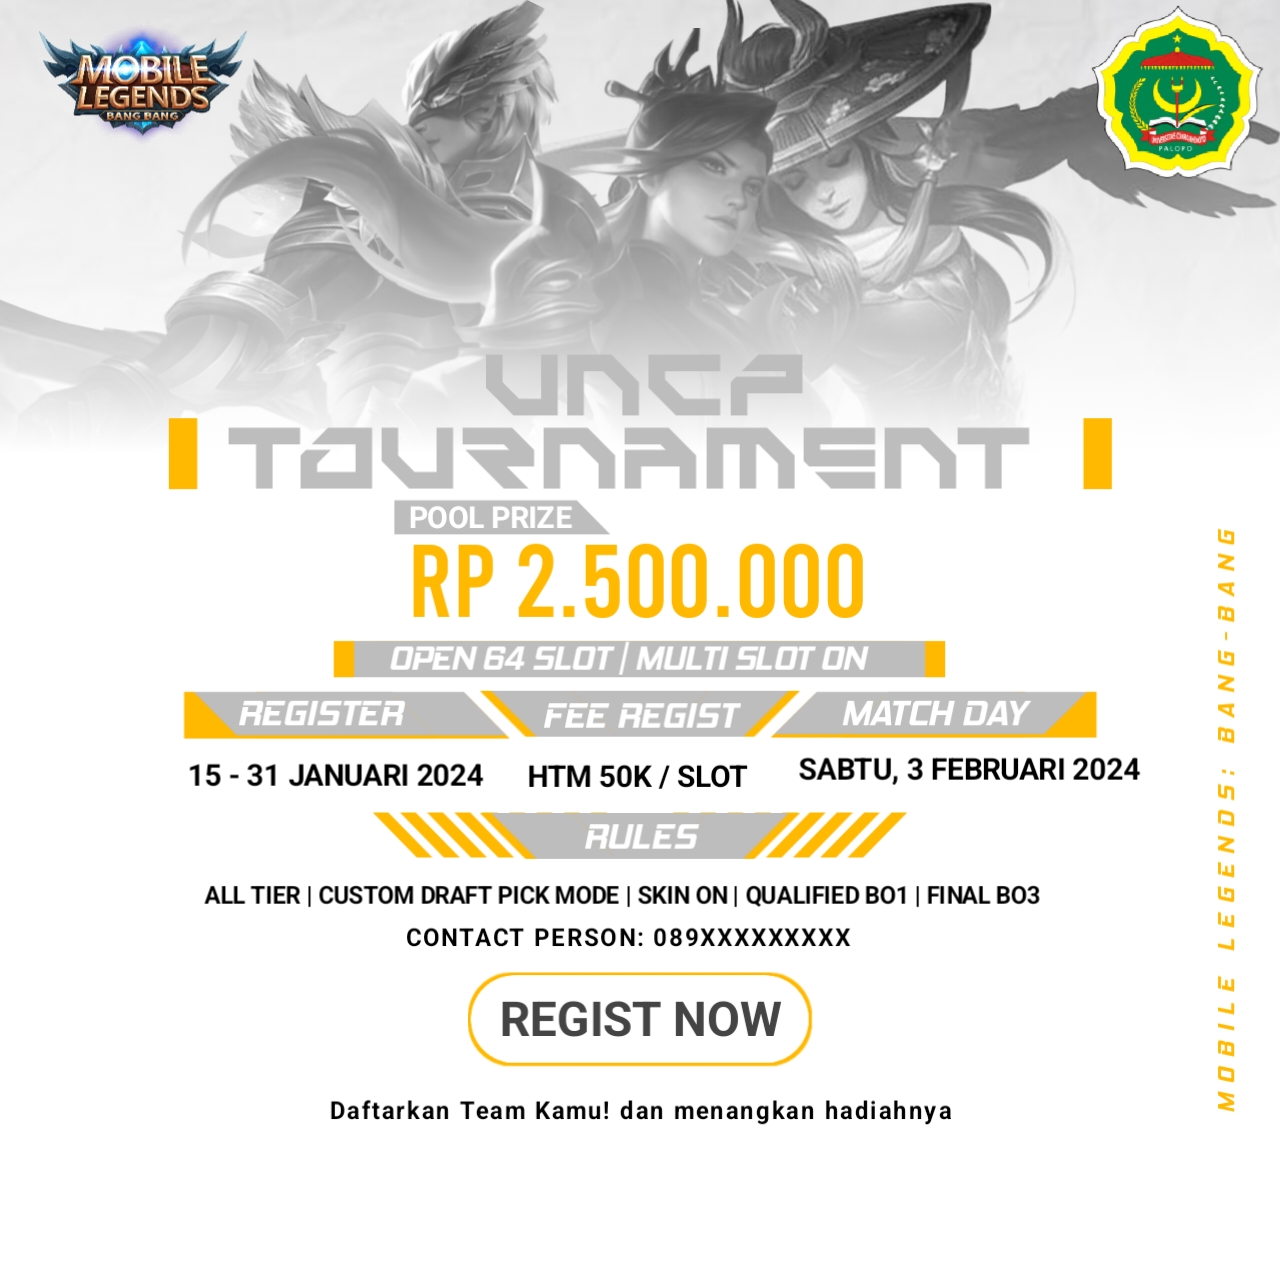 MOBILE
LEGENDS
BANG BANG
PALOPO
UNCP
TOURNAMENT
POOL PRIZE
RP 2.500.000
OPEN 64 SLOT | MULTI SLOT ON
REGISTER
FEE REGIST
MATCH DAY
15 - 31 JANUARI 2024
HTM 50K / SLOT
SABTU, 3 FEBRUARI 2024
RULES
ALL TIER | CUSTOM DRAFT PICK MODE | SKIN ON | QUALIFIED BO1 | FINAL BO3
CONTACT PERSON: 089XXXXXXXXX
REGIST NOW
Daftarkan Team Kamu! dan menangkan hadiahnya
MOBILE LEGENDS: BANG-BANG